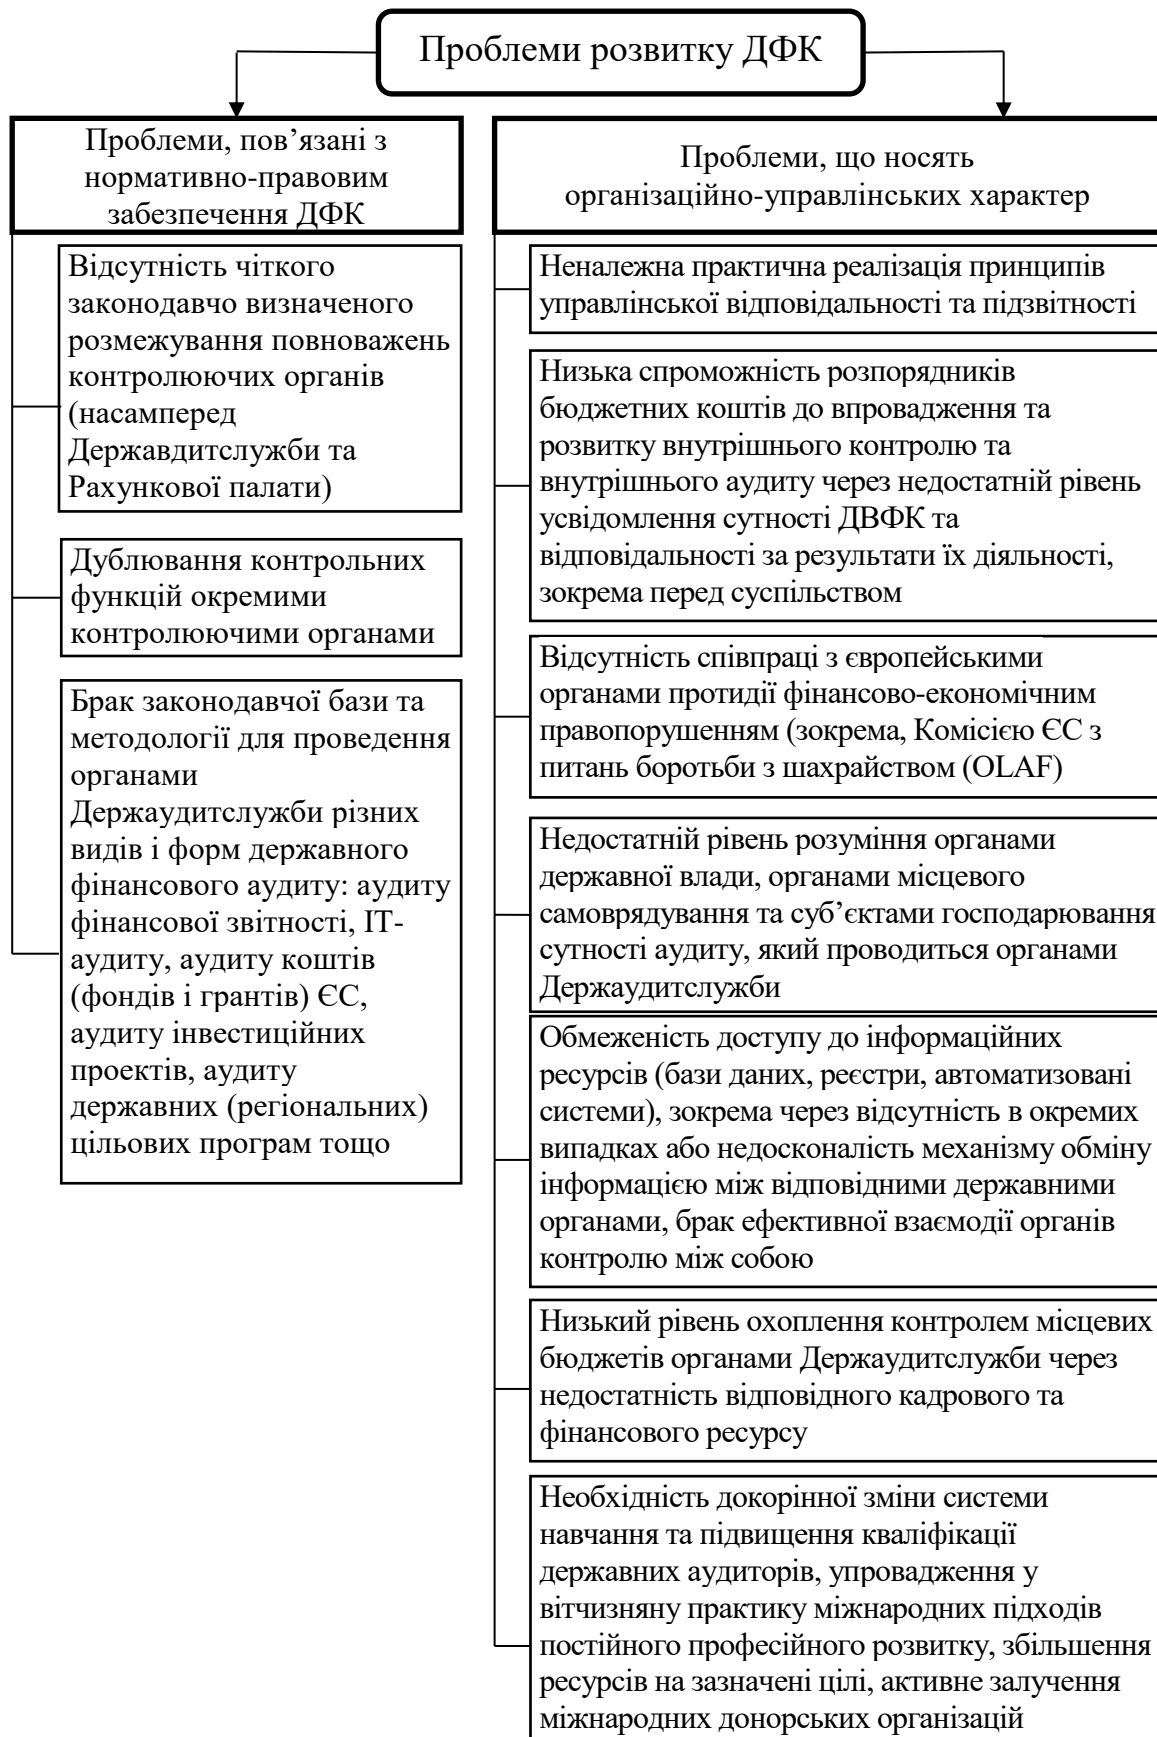 Проблеми розвитку ДФК
Проблеми, пов’язані з
нормативно-правовим
забезпечення ДФК
Відсутність чіткого
законодавчо визначеного
розмежування повноважень
контролюючих органів
(насамперед
Державдитслужби та
Рахункової палати)
Дублювання контрольних
функцій окремими
контролюючими органами
Брак законодавчої бази та
методології для проведення
органами
Держаудитслужби різних
видів і форм державного
фінансового аудиту: аудиту
фінансової звітності, ІТ-
аудиту, аудиту коштів
(фондів і грантів) ЄС,
аудиту інвестиційних
проектів, аудиту
державних (регіональних)
цільових програм тощо
Проблеми, що носять
організаційно-управлінських характер
Неналежна практична реалізація принципів
управлінської відповідальності та підзвітності
Низька спроможність розпорядників
бюджетних коштів до впровадження та
розвитку внутрішнього контролю та
внутрішнього аудиту через недостатній рівень
усвідомлення сутності ДВФК та
відповідальності за результати їх діяльності,
зокрема перед суспільством
Відсутність співпраці з європейськими
органами протидії фінансово-економічним
правопорушенням (зокрема, Комісією ЄС з
питань боротьби з шахрайством (OLAF)
Недостатній рівень розуміння органами
державної влади, органами місцевого
самоврядування та суб’єктами господарювання
сутності аудиту, який проводиться органами
Держаудитслужби
Обмеженість доступу до інформаційних
ресурсів (бази даних, реєстри, автоматизовані
системи), зокрема через відсутність в окремих
випадках або недосконалість механізму обміну
інформацією між відповідними державними
органами, брак ефективної взаємодії органів
контролю між собою
Низький рівень охоплення контролем місцевих
бюджетів органами Держаудитслужби через
недостатність відповідного кадрового та
фінансового ресурсу
Необхідність докорінної зміни системи
навчання та підвищення кваліфікації
державних аудиторів, упровадження у
вітчизняну практику міжнародних підходів
постійного професійного розвитку, збільшення
ресурсів на зазначені цілі, активне залучення
міжнародних донорських організацій